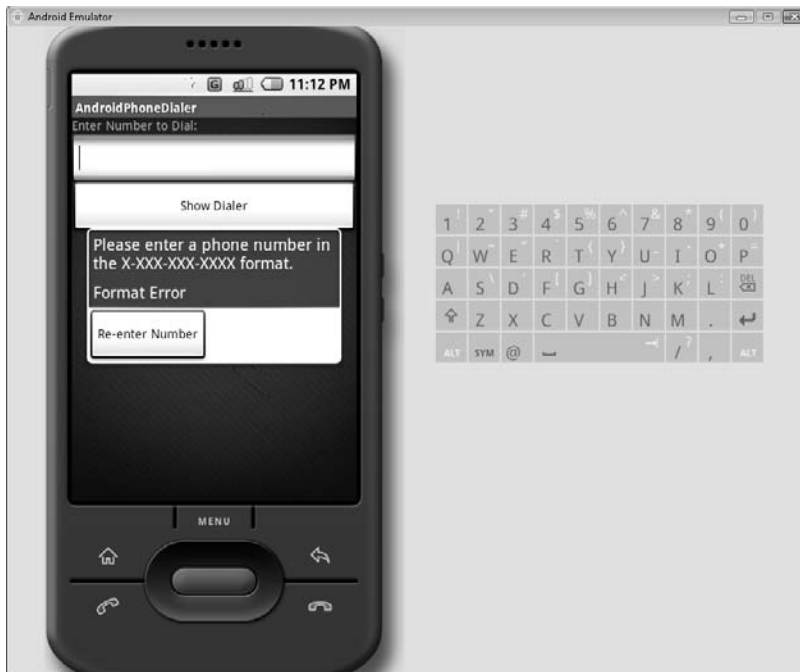 Android Emulator
G 11:12 PM
AndroidPhoneDialer
Enter Number to Dial:
Show Dialer
Please enter a phone number in
the X-XXX-XXX-XXXX format.
Format Error
Re-enter Number
MENU
1 ! 2 3 # 4 $ 5 % 6 ^ 7 & 8 * 9 ( 0 )
Q W E R T { Y } U I O + P =
A S \ D F [ G ] H < J > K ; L : DEL
Z X C V B N M .
ALT SYM @ / ? , ALT